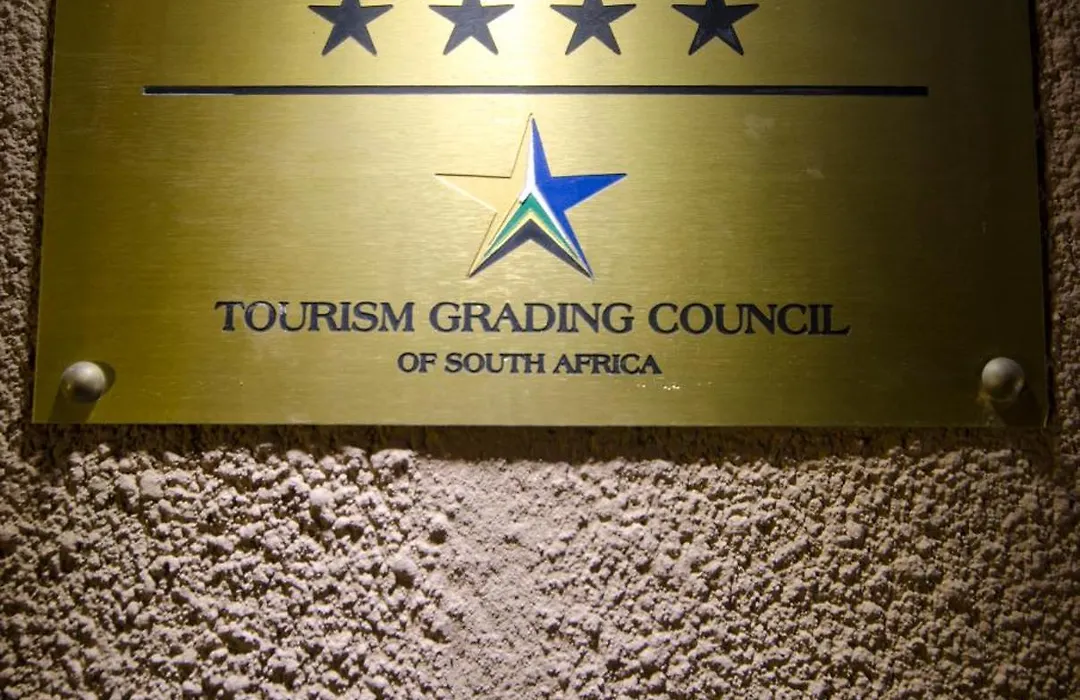 TOURISM GRADING COUNCIL
OF SOUTH AFRICA